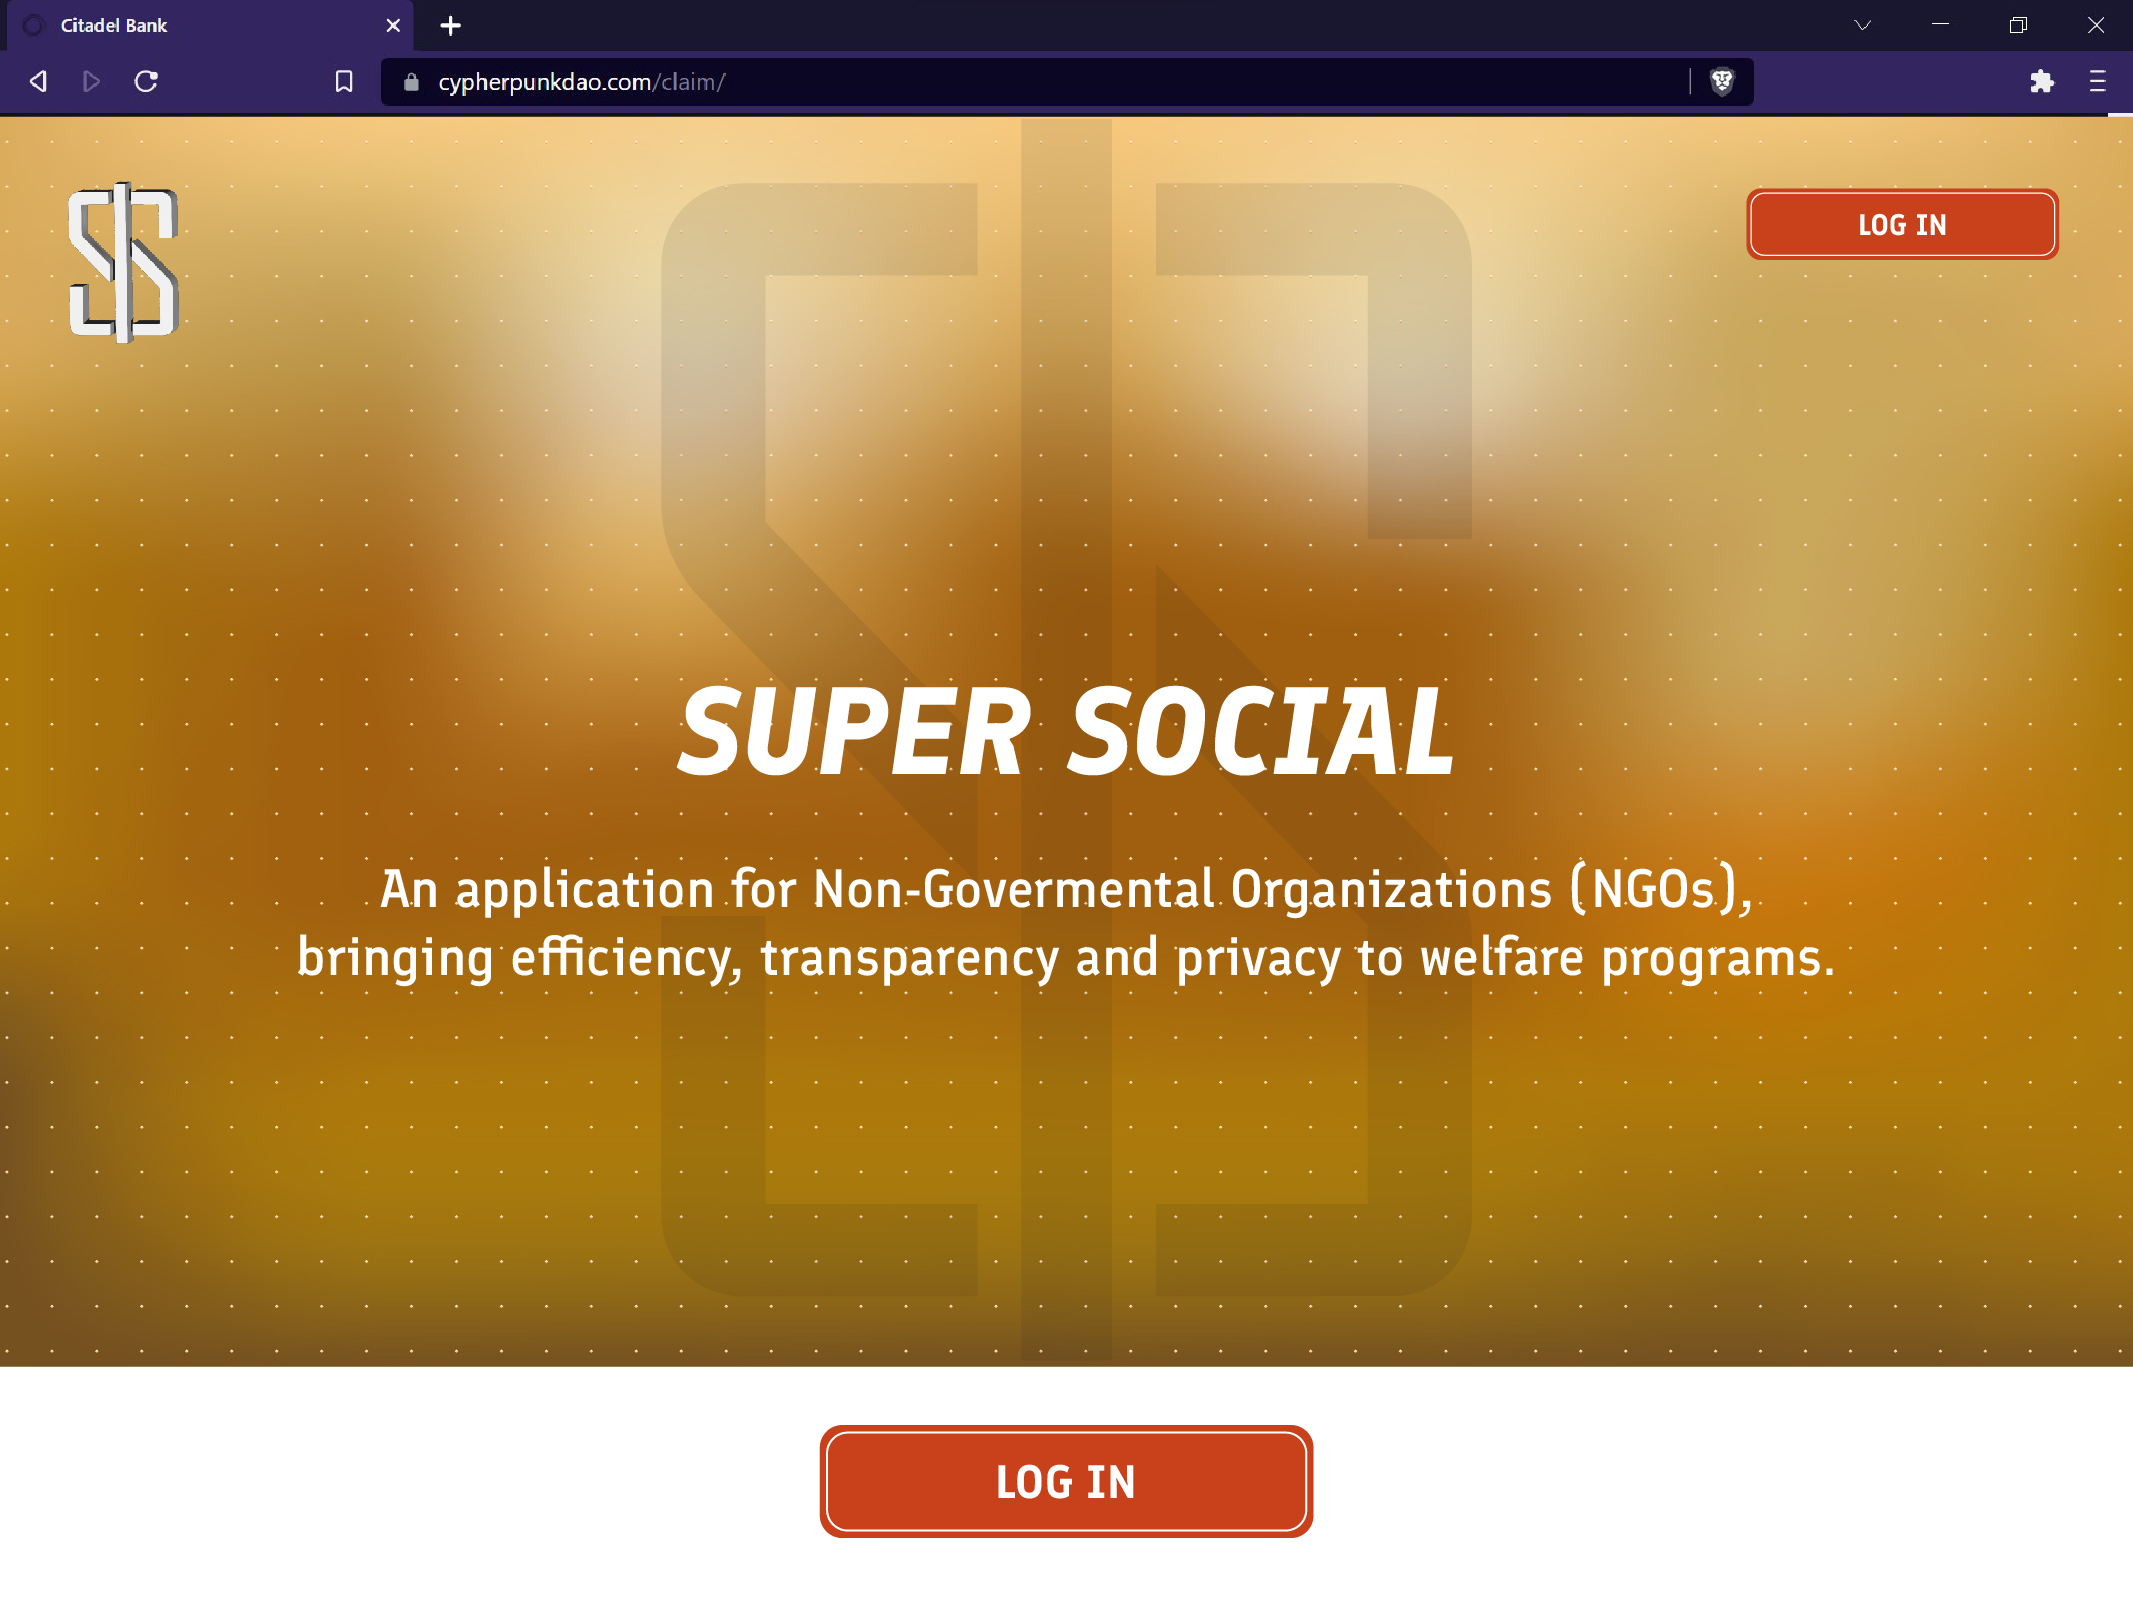 Citadel Bank
cypherpunkdao.com/claim/
LOG IN
SUPER SOCIAL
An application for Non-Govermental Organizations (NGOs),
bringing efficiency, transparency and privacy to welfare programs.
LOG IN